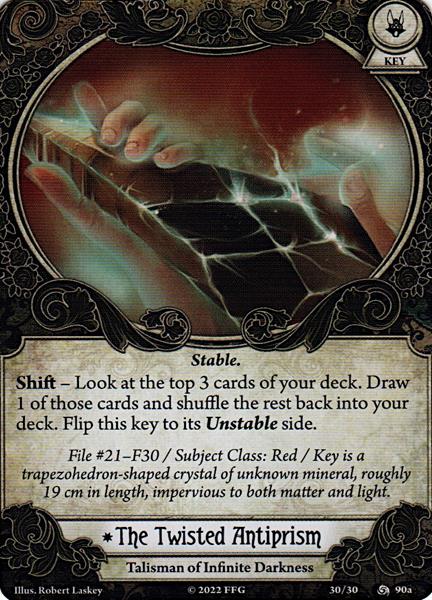 KEY
Stable.
Shift – Look at the top 3 cards of your deck. Draw
1 of those cards and shuffle the rest back into your
deck. Flip this key to its Unstable side.
File #21–F30 / Subject Class: Red / Key is a
trapezohedron-shaped crystal of unknown mineral, roughly
19 cm in length, impervious to both matter and light.
*The Twisted Antiprism
Talisman of Infinite Darkness
Illus. Robert Laskey © 2022 FFG 30/30 90a